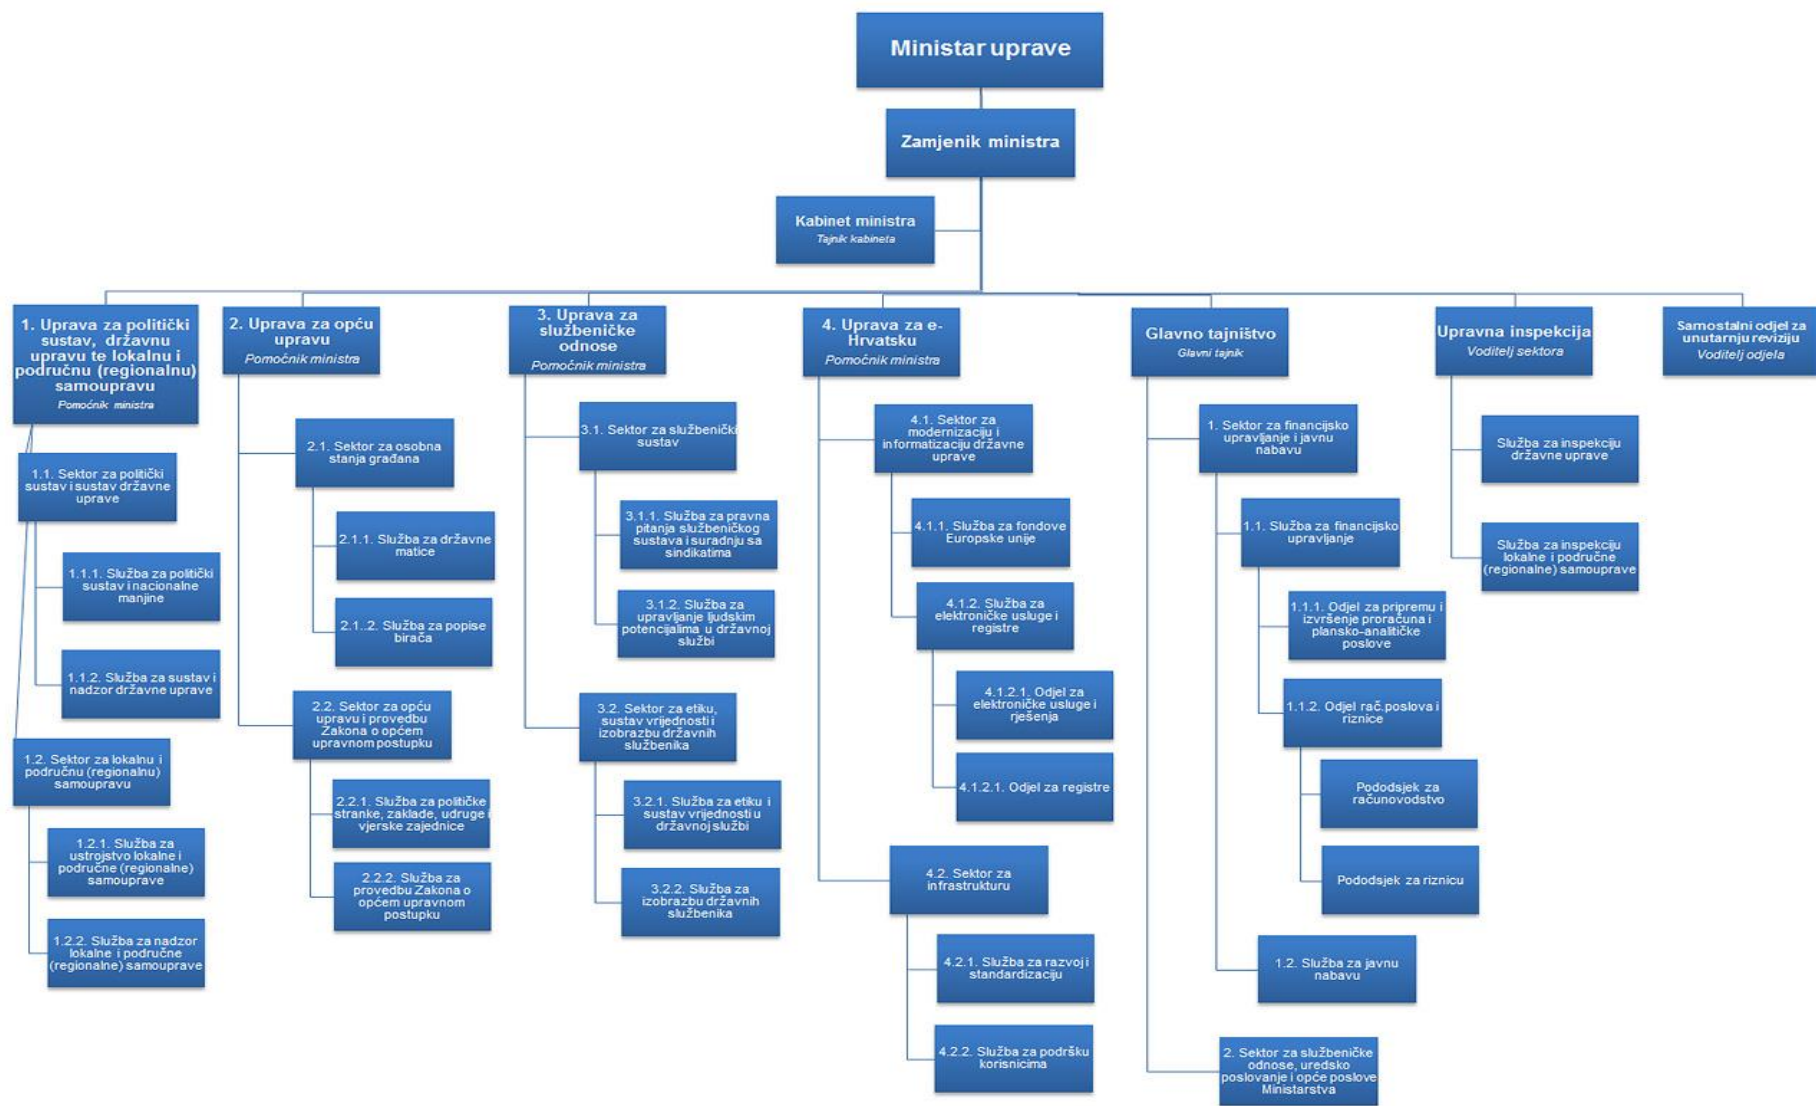 Ministar uprave
Zamjenik ministra
Kabinet ministra
Tajnik kabineta
1. Uprava za politički
sustav, državnu
upravu te lokalnu i
područnu (regionalnu)
samoupravu
Pomoćnik ministra
1.1. Sektor za politički
sustav i sustav državne
uprave
1.1.1. Služba za politički
sustav i nacionalne
manjine
1.1.2. Služba za sustav i
nadzor državne uprave
1.2. Sektor za lokalnu i
područnu (regionalnu)
samoupravu
1.2.1. Služba za
ustrojstvo lokalne i
područne (regionalne)
samouprave
1.2.2. Služba za nadzor
lokalne i područne
(regionalne) samouprave
2. Uprava za opću
upravu
Pomoćnik ministra
2.1. Sektor za osobna
stanja građana
2.1.1. Služba za državne
matice
2.1..2. Služba za popise
birača
2.2. Sektor za opću
upravu i provedbu
Zakona o općem
upravnom postupku
2.2.1. Služba za političke
stranke, zaklade, udruge i
vjerske zajednice
2.2.2. Služba za
provedbu Zakona o
općem upravnom
postupku
3. Uprava za
službeničke
odnose
Pomoćnik ministra
3.1. Sektor za službenički
sustav
3.1.1. Služba za pravna
pitanja službeničkog
sustava i suradnju sa
sindikatima
3.1.2. Služba za
upravljanje ljudskim
potencijalima u državnoj
službi
3.2. Sektor za etiku,
sustav vrijednosti i
izobrazbu državnih
službenika
3.2.1. Služba za etiku i
sustav vrijednosti u
državnoj službi
3.2.2. Služba za
izobrazbu državnih
službenika
4. Uprava za e-
Hrvatsku
Pomoćnik ministra
4.1. Sektor za
modernizaciju i
informatizaciju državne
uprave
4.1.1. Služba za fondove
Europske unije
4.1.2. Služba za
elektroničke usluge i
registre
4.1.2.1. Odjel za
elektroničke usluge i
rješenja
4.1.2.1. Odjel za registre
4.2. Sektor za
infrastrukturu
4.2.1. Služba za razvoj i
standardizaciju
4.2.2. Služba za podršku
korisnicima
Glavno tajništvo
Glavni tajnik
1. Sektor za financijsko
upravljanje i javnu
nabavu
1.1. Služba za financijsko
upravljanje
1.1.1. Odjel za pripremu i
izvršenje proračuna i
plansko-analitičke
poslove
1.1.2. Odjel rač.poslova i
riznice
Pododsjek za
računovodstvo
Pododsjek za riznicu
1.2. Služba za javnu
nabavu
2. Sektor za službeničke
odnose, uredsko
poslovanje i opće poslove
Ministarstva
Upravna inspekcija
Voditelj sektora
Služba za inspekciju
državne uprave
Služba za inspekciju
lokalne i područne
(regionalne) samouprave
Samostalni odjel za
unutarnju reviziju
Voditelj odjela